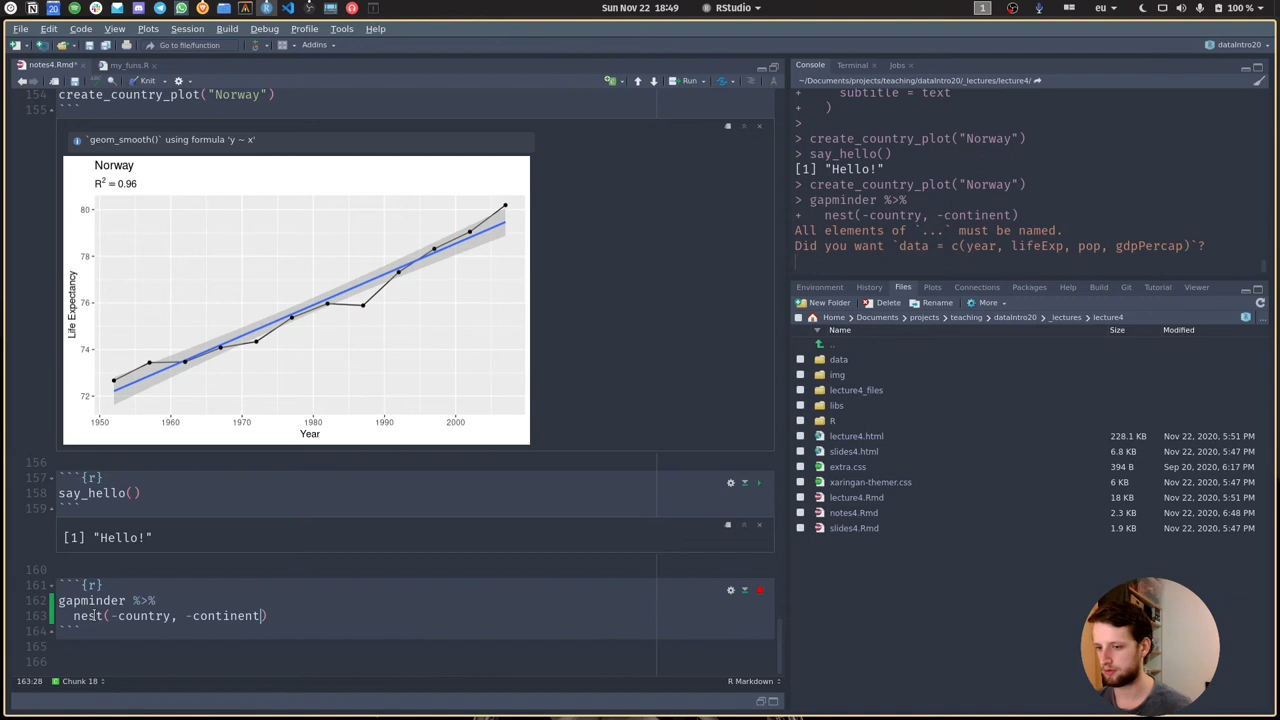 Sun Nov 22 18:49
RStudio
1
eu
100 %
File Edit Code View Plots Session Build Debug Profile Tools Help
Go to file/function
Addins
dataIntro20
notes4.Rmd*
my_funs.R
Knit
Run
154 create_country_plot("Norway")
155 ```
`geom_smooth()` using formula 'y ~ x'
Norway
R² = 0.96
80
78
76
74
72
Life Expectancy
1950 1960 1970 1980 1990 2000
Year
156
157 ```{r}
158 say_hello()
159 ```
[1] "Hello!"
160
161 ```{r}
162 gapminder %>%
163 nest(-country, -continent)
164 ```
165
166
163:28 Chunk 18 R Markdown
Console Terminal Jobs
~/Documents/projects/teaching/dataIntro20/_lectures/lecture4/
+ subtitle = text
+ )
>
> create_country_plot("Norway")
> say_hello()
[1] "Hello!"
> create_country_plot("Norway")
> gapminder %>%
+ nest(-country, -continent)
All elements of `...` must be named.
Did you want `data = c(year, lifeExp, pop, gdpPercap)`?
Environment History Files Plots Connections Packages Help Build Git Tutorial Viewer
New Folder Delete Rename More
Home Documents projects teaching dataIntro20 _lectures lecture4
Name Size Modified
..
data
img
lecture4_files
libs
R
lecture4.html 228.1 KB Nov 22, 2020, 5:51 PM
slides4.html 6.8 KB Nov 22, 2020, 5:47 PM
extra.css 394 B Sep 20, 2020, 6:17 PM
xaringan-themer.css 6 KB Nov 22, 2020, 5:47 PM
lecture4.Rmd 18 KB Nov 22, 2020, 5:51 PM
notes4.Rmd 2.3 KB Nov 22, 2020, 6:48 PM
slides4.Rmd 1.9 KB Nov 22, 2020, 5:47 PM